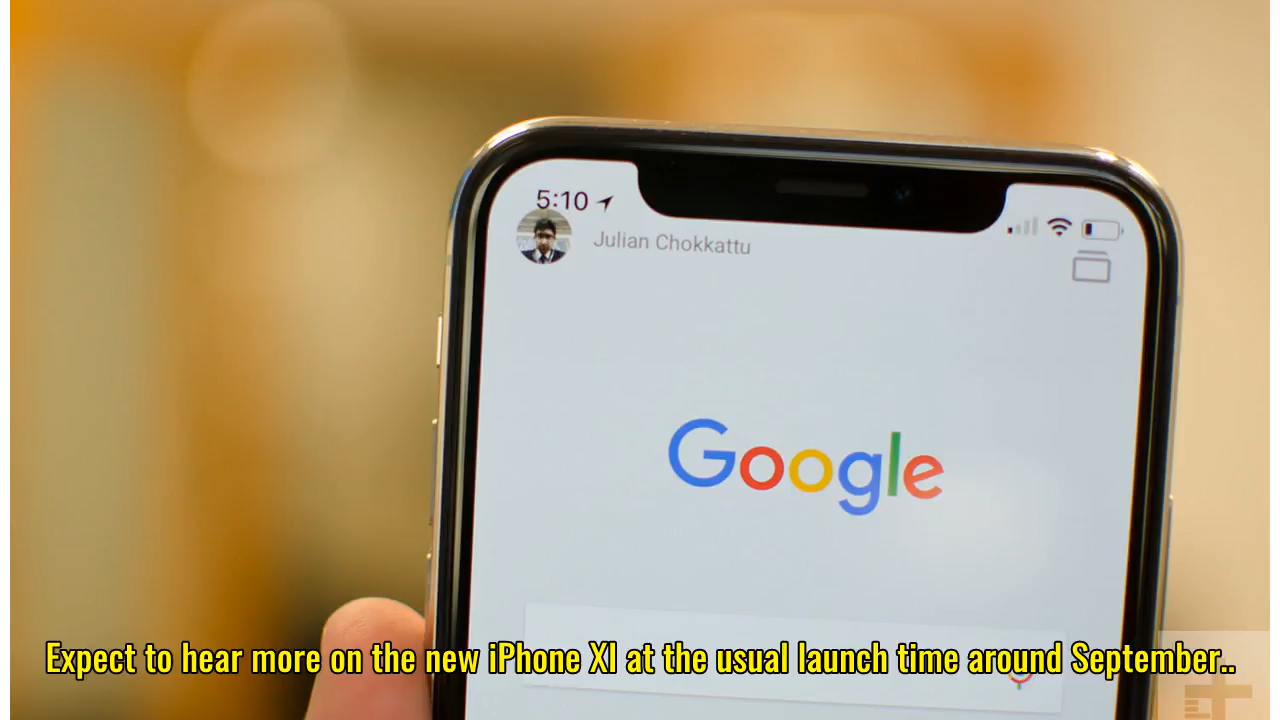 5:10
Julian Chokkattu
Google
Expect to hear more on the new iPhone XI at the usual launch time around September..